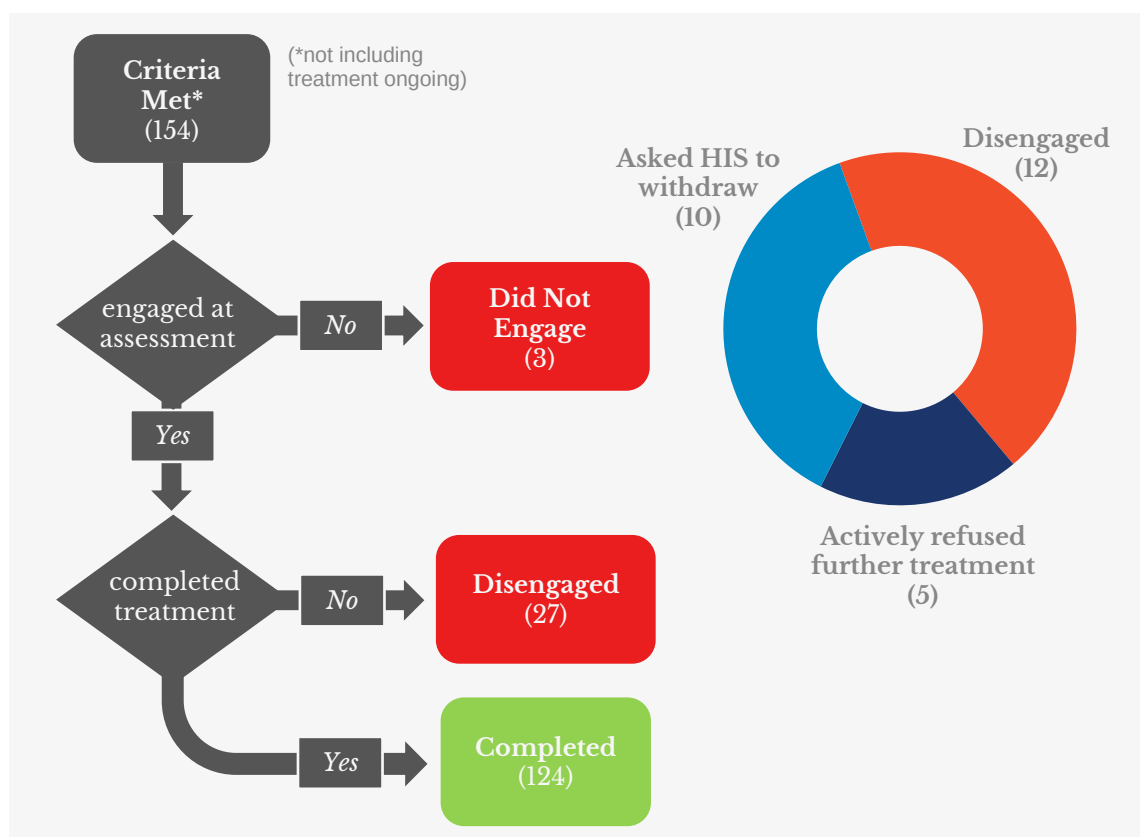 Criteria
Met*
(154)
(*not including
treatment ongoing)
engaged at
assessment
No
Did Not
Engage
(3)
Yes
completed
treatment
No
Disengaged
(27)
Yes
Completed
(124)
Asked HIS to
withdraw
(10)
Disengaged
(12)
Actively refused
further treatment
(5)